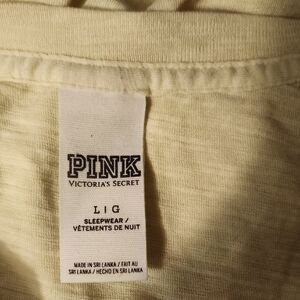 PINK
VICTORIA'S SECRET
L | G
SLEEPWEAR /
VÊTEMENTS DE NUIT
MADE IN SRI LANKA / FAIT AU
SRI LANKA / HECHO EN SRI LANKA